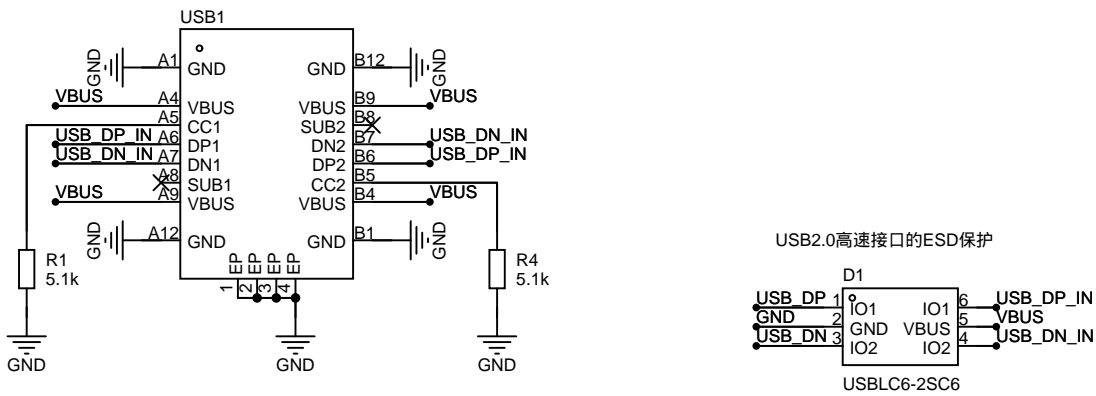 USB1
GND A1 GND GND B12 GND
VBUS A4 VBUS VBUS B9 VBUS
A5 CC1 SUB2 B8
USB_DP_IN A6 DP1 DN2 B7 USB_DN_IN
USB_DN_IN A7 DN1 DP2 B6 USB_DP_IN
A8 SUB1 CC2 B5
VBUS A9 VBUS VBUS B4 VBUS
GND A12 GND GND B1 GND
EP EP EP EP
1 2 3 4
R1
5.1k
R4
5.1k
GND
GND
GND
USB2.0高速接口的ESD保护
D1
USB_DP 1 IO1 IO1 6 USB_DP_IN
GND 2 GND VBUS 5 VBUS
USB_DN 3 IO2 IO2 4 USB_DN_IN
USBLC6-2SC6